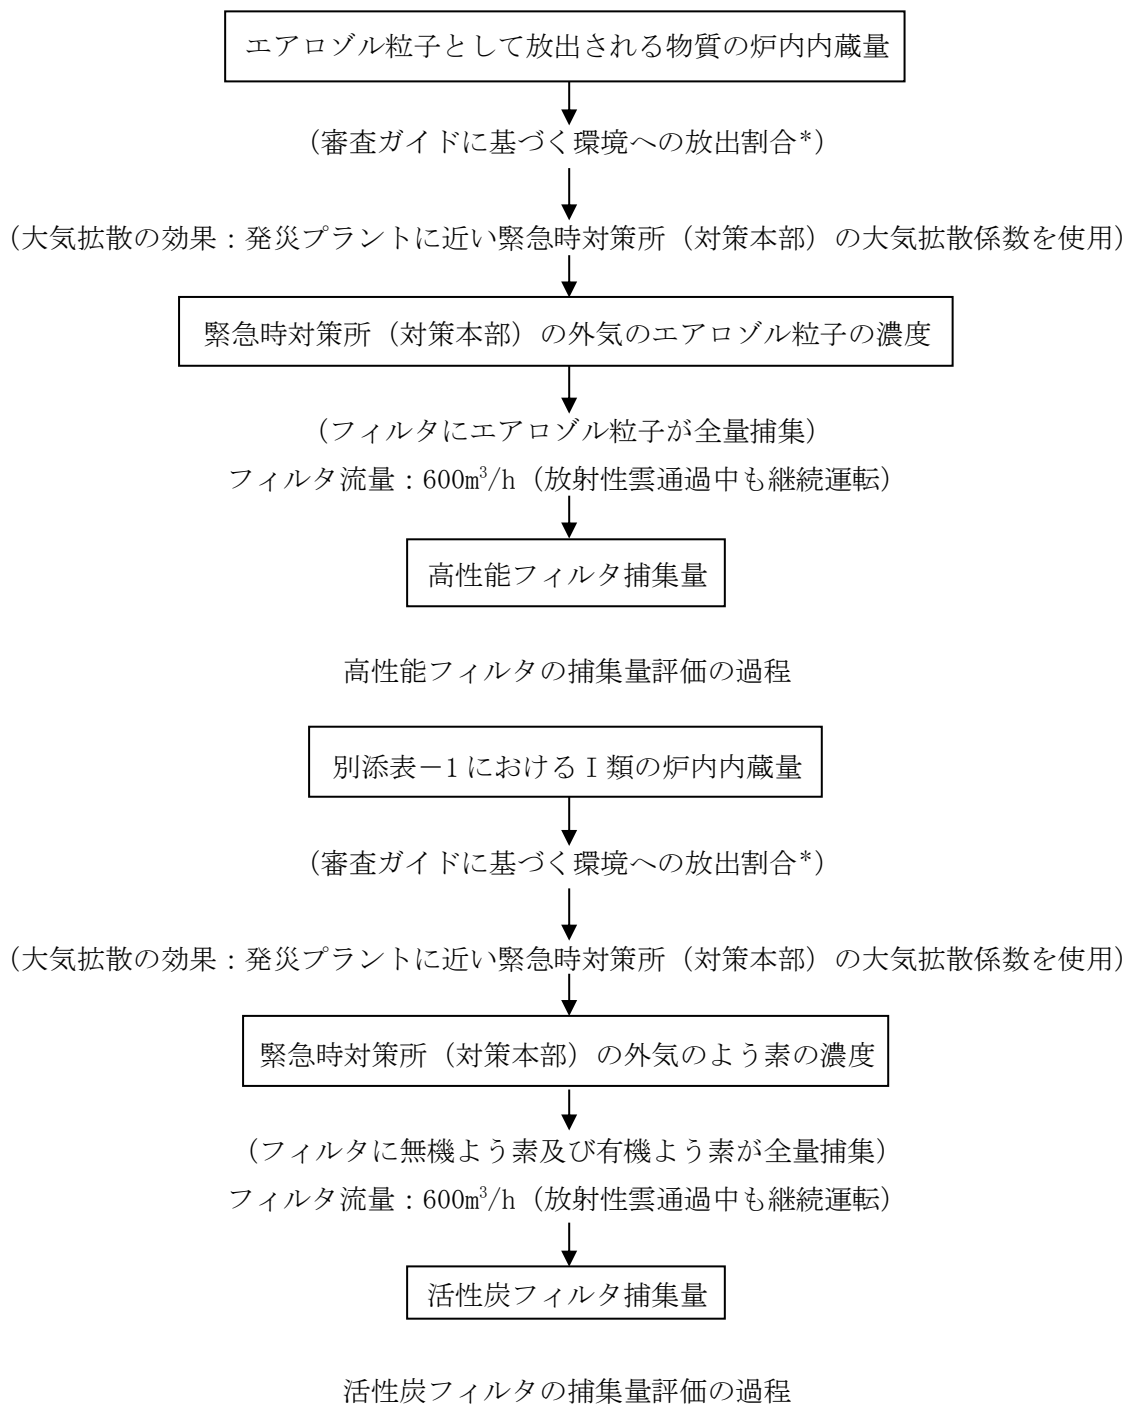 エアロゾル粒子として放出される物質の炉内内蔵量
(審査ガイドに基づく環境への放出割合*)
(大気拡散の効果:発災プラントに近い緊急時対策所(対策本部)の大気拡散係数を使用)
緊急時対策所(対策本部)の外気のエアロゾル粒子の濃度
(フィルタにエアロゾル粒子が全量捕集)
フィルタ流量:600m³/h(放射性雲通過中も継続運転)
高性能フィルタ捕集量
高性能フィルタの捕集量評価の過程
別添表-1におけるI類の炉内内蔵量
(審査ガイドに基づく環境への放出割合*)
(大気拡散の効果:発災プラントに近い緊急時対策所(対策本部)の大気拡散係数を使用)
緊急時対策所(対策本部)の外気のよう素の濃度
(フィルタに無機よう素及び有機よう素が全量捕集)
フィルタ流量:600m³/h(放射性雲通過中も継続運転)
活性炭フィルタ捕集量
活性炭フィルタの捕集量評価の過程